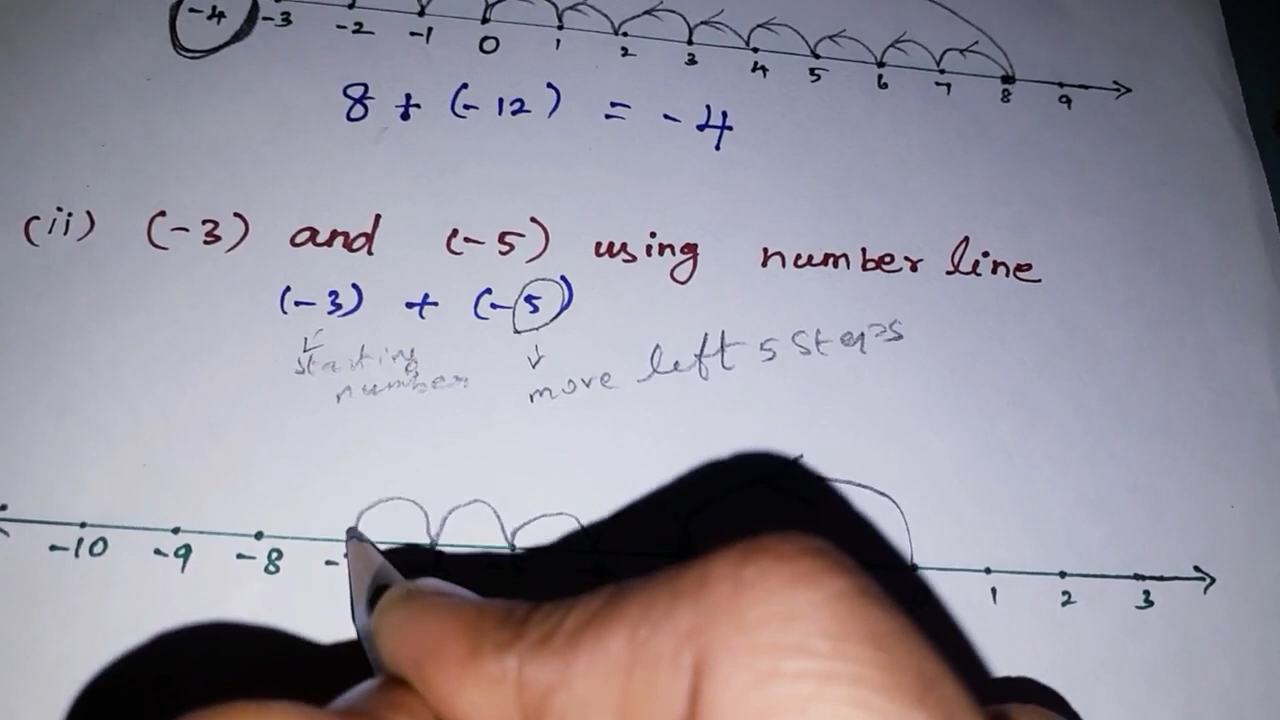 -4 -3 -2 -1 0 1 2 3 4 5 6 7 8 9
8 + (-12) = -4
(ii) (-3) and (-5) using number line
(-3) + (-5)
starting number
move left 5 steps
-10 -9 -8 - 1 2 3